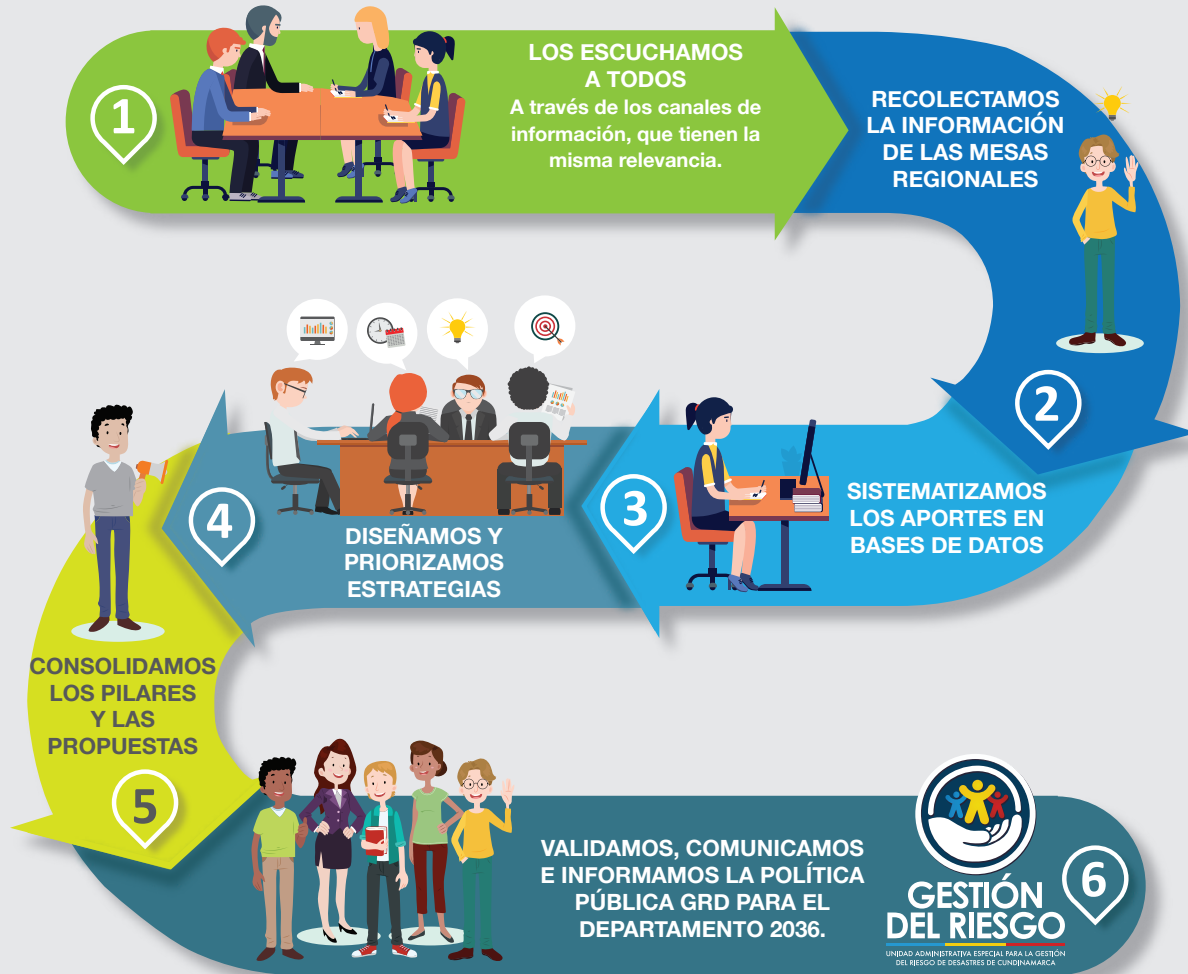 1
LOS ESCUCHAMOS
A TODOS
A través de los canales de
información, que tienen la
misma relevancia.
RECOLECTAMOS
LA INFORMACIÓN
DE LAS MESAS
REGIONALES
2
3
SISTEMATIZAMOS
LOS APORTES EN
BASES DE DATOS
4
DISEÑAMOS Y
PRIORIZAMOS
ESTRATEGIAS
CONSOLIDAMOS
LOS PILARES
Y LAS
PROPUESTAS
5
VALIDAMOS, COMUNICAMOS
E INFORMAMOS LA POLÍTICA
PÚBLICA GRD PARA EL
DEPARTAMENTO 2036.
GESTIÓN
DEL RIESGO
UNIDAD ADMINISTRATIVA ESPECIAL PARA LA GESTIÓN
DEL RIESGO DE DESASTRES DE CUNDINAMARCA
6